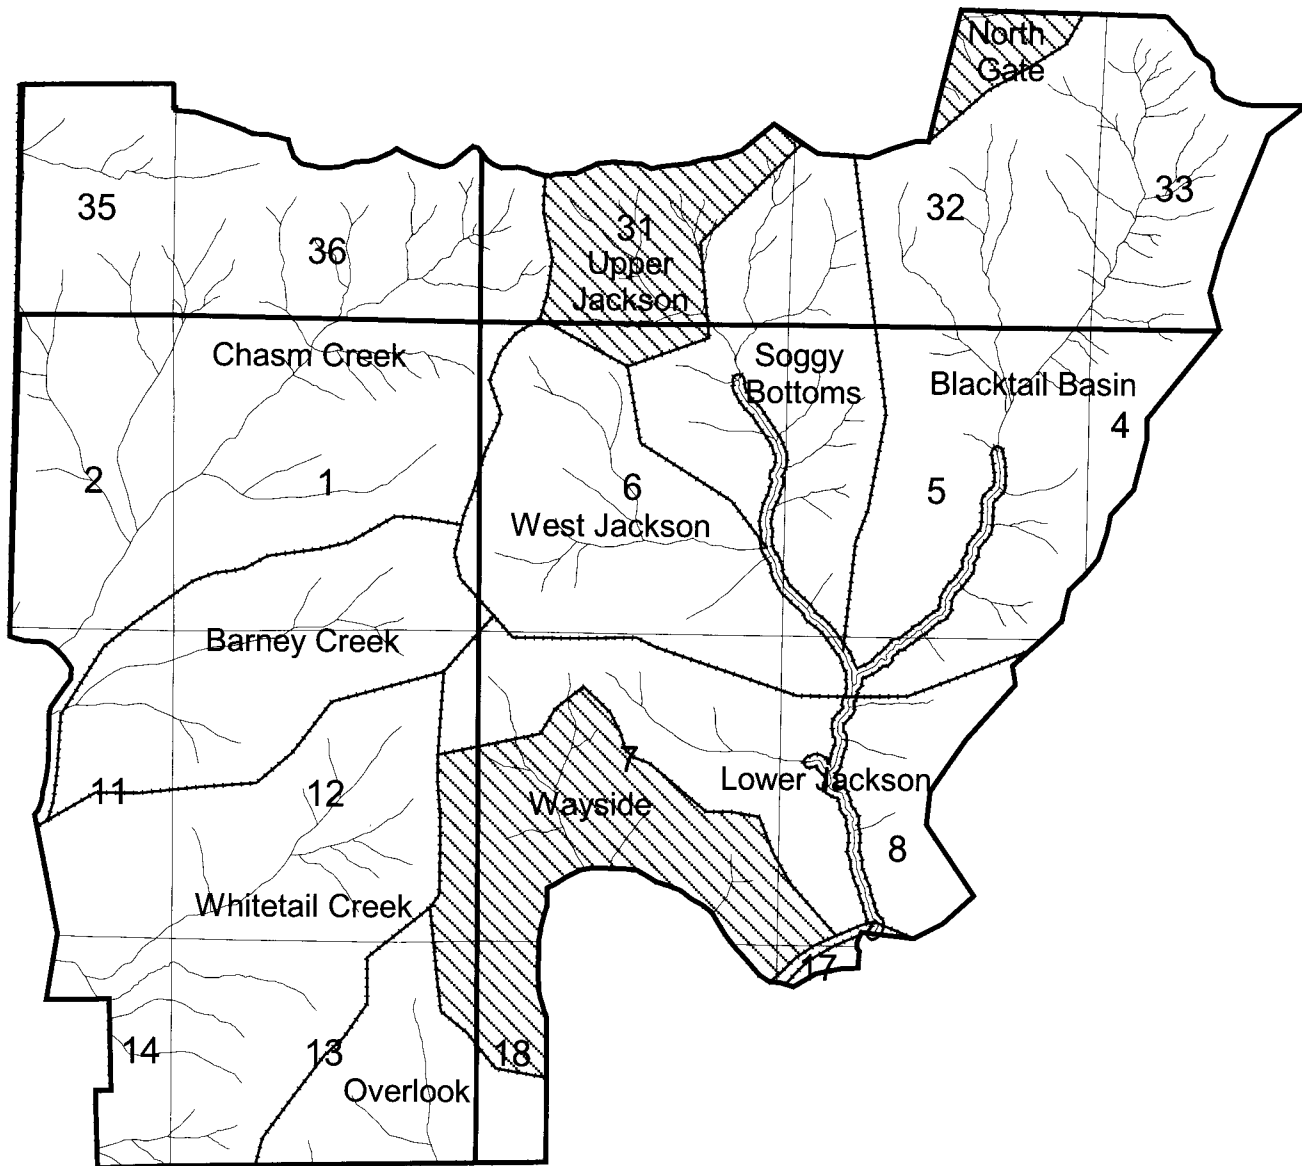 North
Gate
35
36
31
Upper
Jackson
32
33
Chasm Creek
Soggy
Bottoms
Blacktail Basin
4
2
1
6
5
West Jackson
Barney Creek
7
11
12
Wayside
Lower Jackson
8
Whitetail Creek
17
14
13
18
Overlook